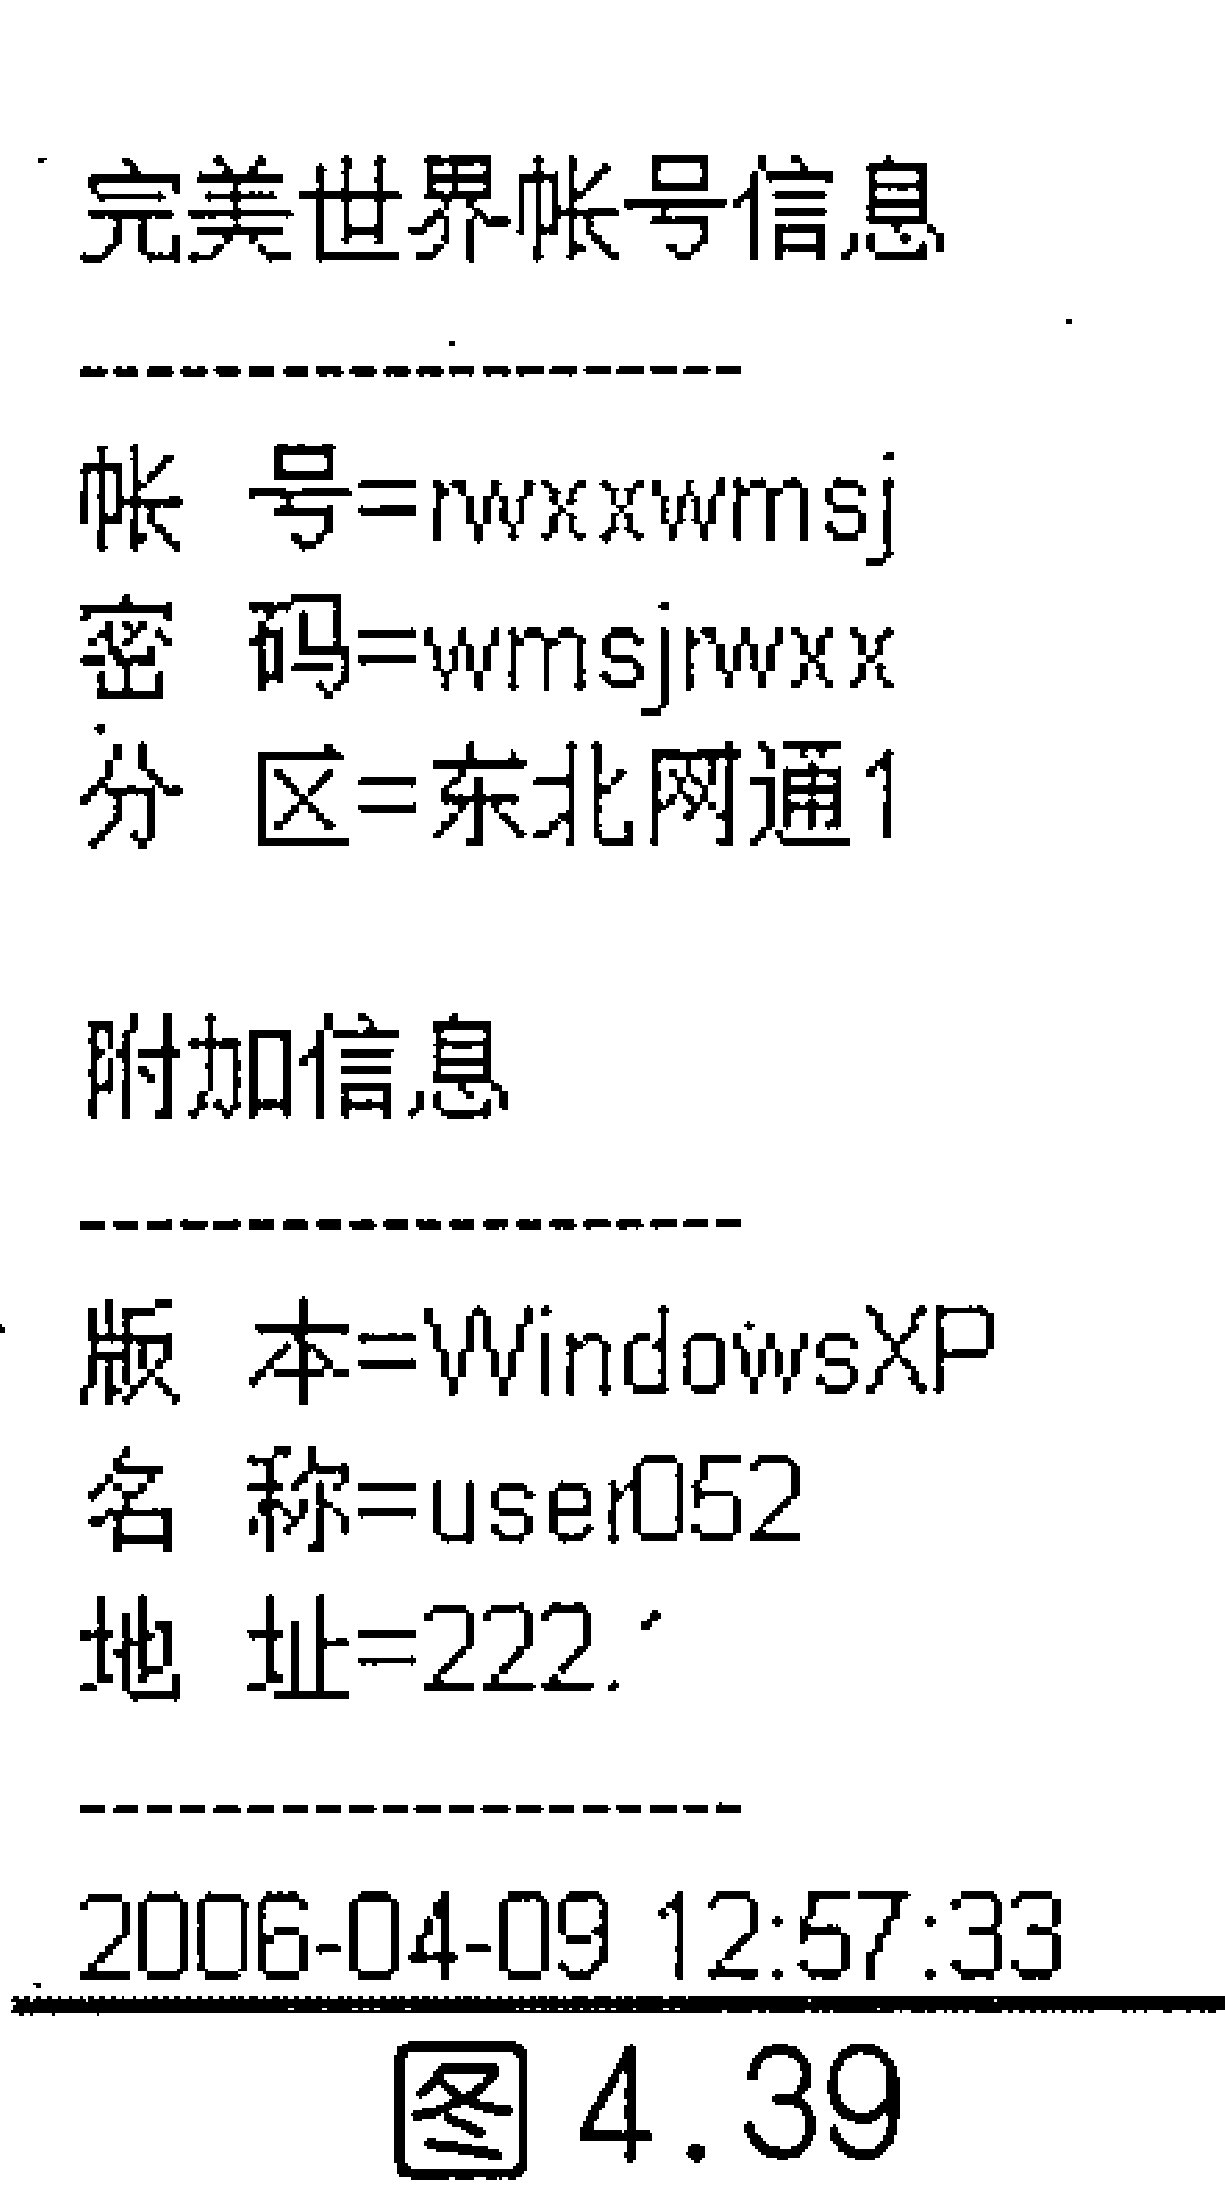 完美世界帐号信息
--------------------
帐 号=rwxxwmsj
密 码=wmsjrwxx
分 区=东北网通1
附加信息
--------------------
版 本=WindowsXP
名 称=user052
地 址=222.
--------------------
2006-04-09 12:57:33
图 4.39